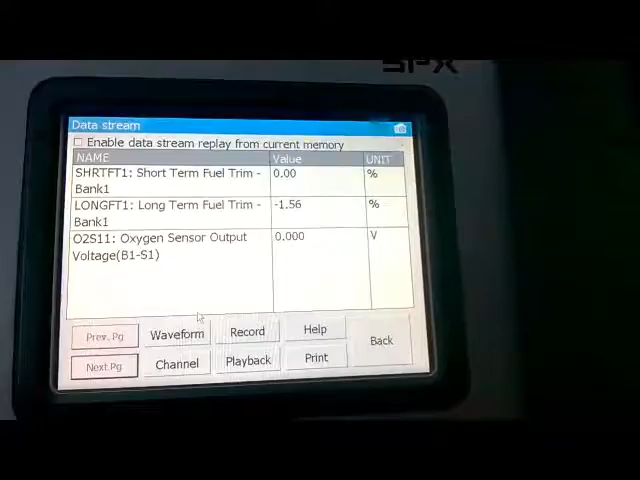 SPX
Data stream
Enable data stream replay from current memory
NAME Value UNIT
SHRTFT1: Short Term Fuel Trim - 0.00 %
Bank1
LONGFT1: Long Term Fuel Trim - -1.56 %
Bank1
O2S11: Oxygen Sensor Output 0.000 V
Voltage(B1-S1)
Prev. Pg Waveform Record Help Back
Next.Pg Channel Playback Print